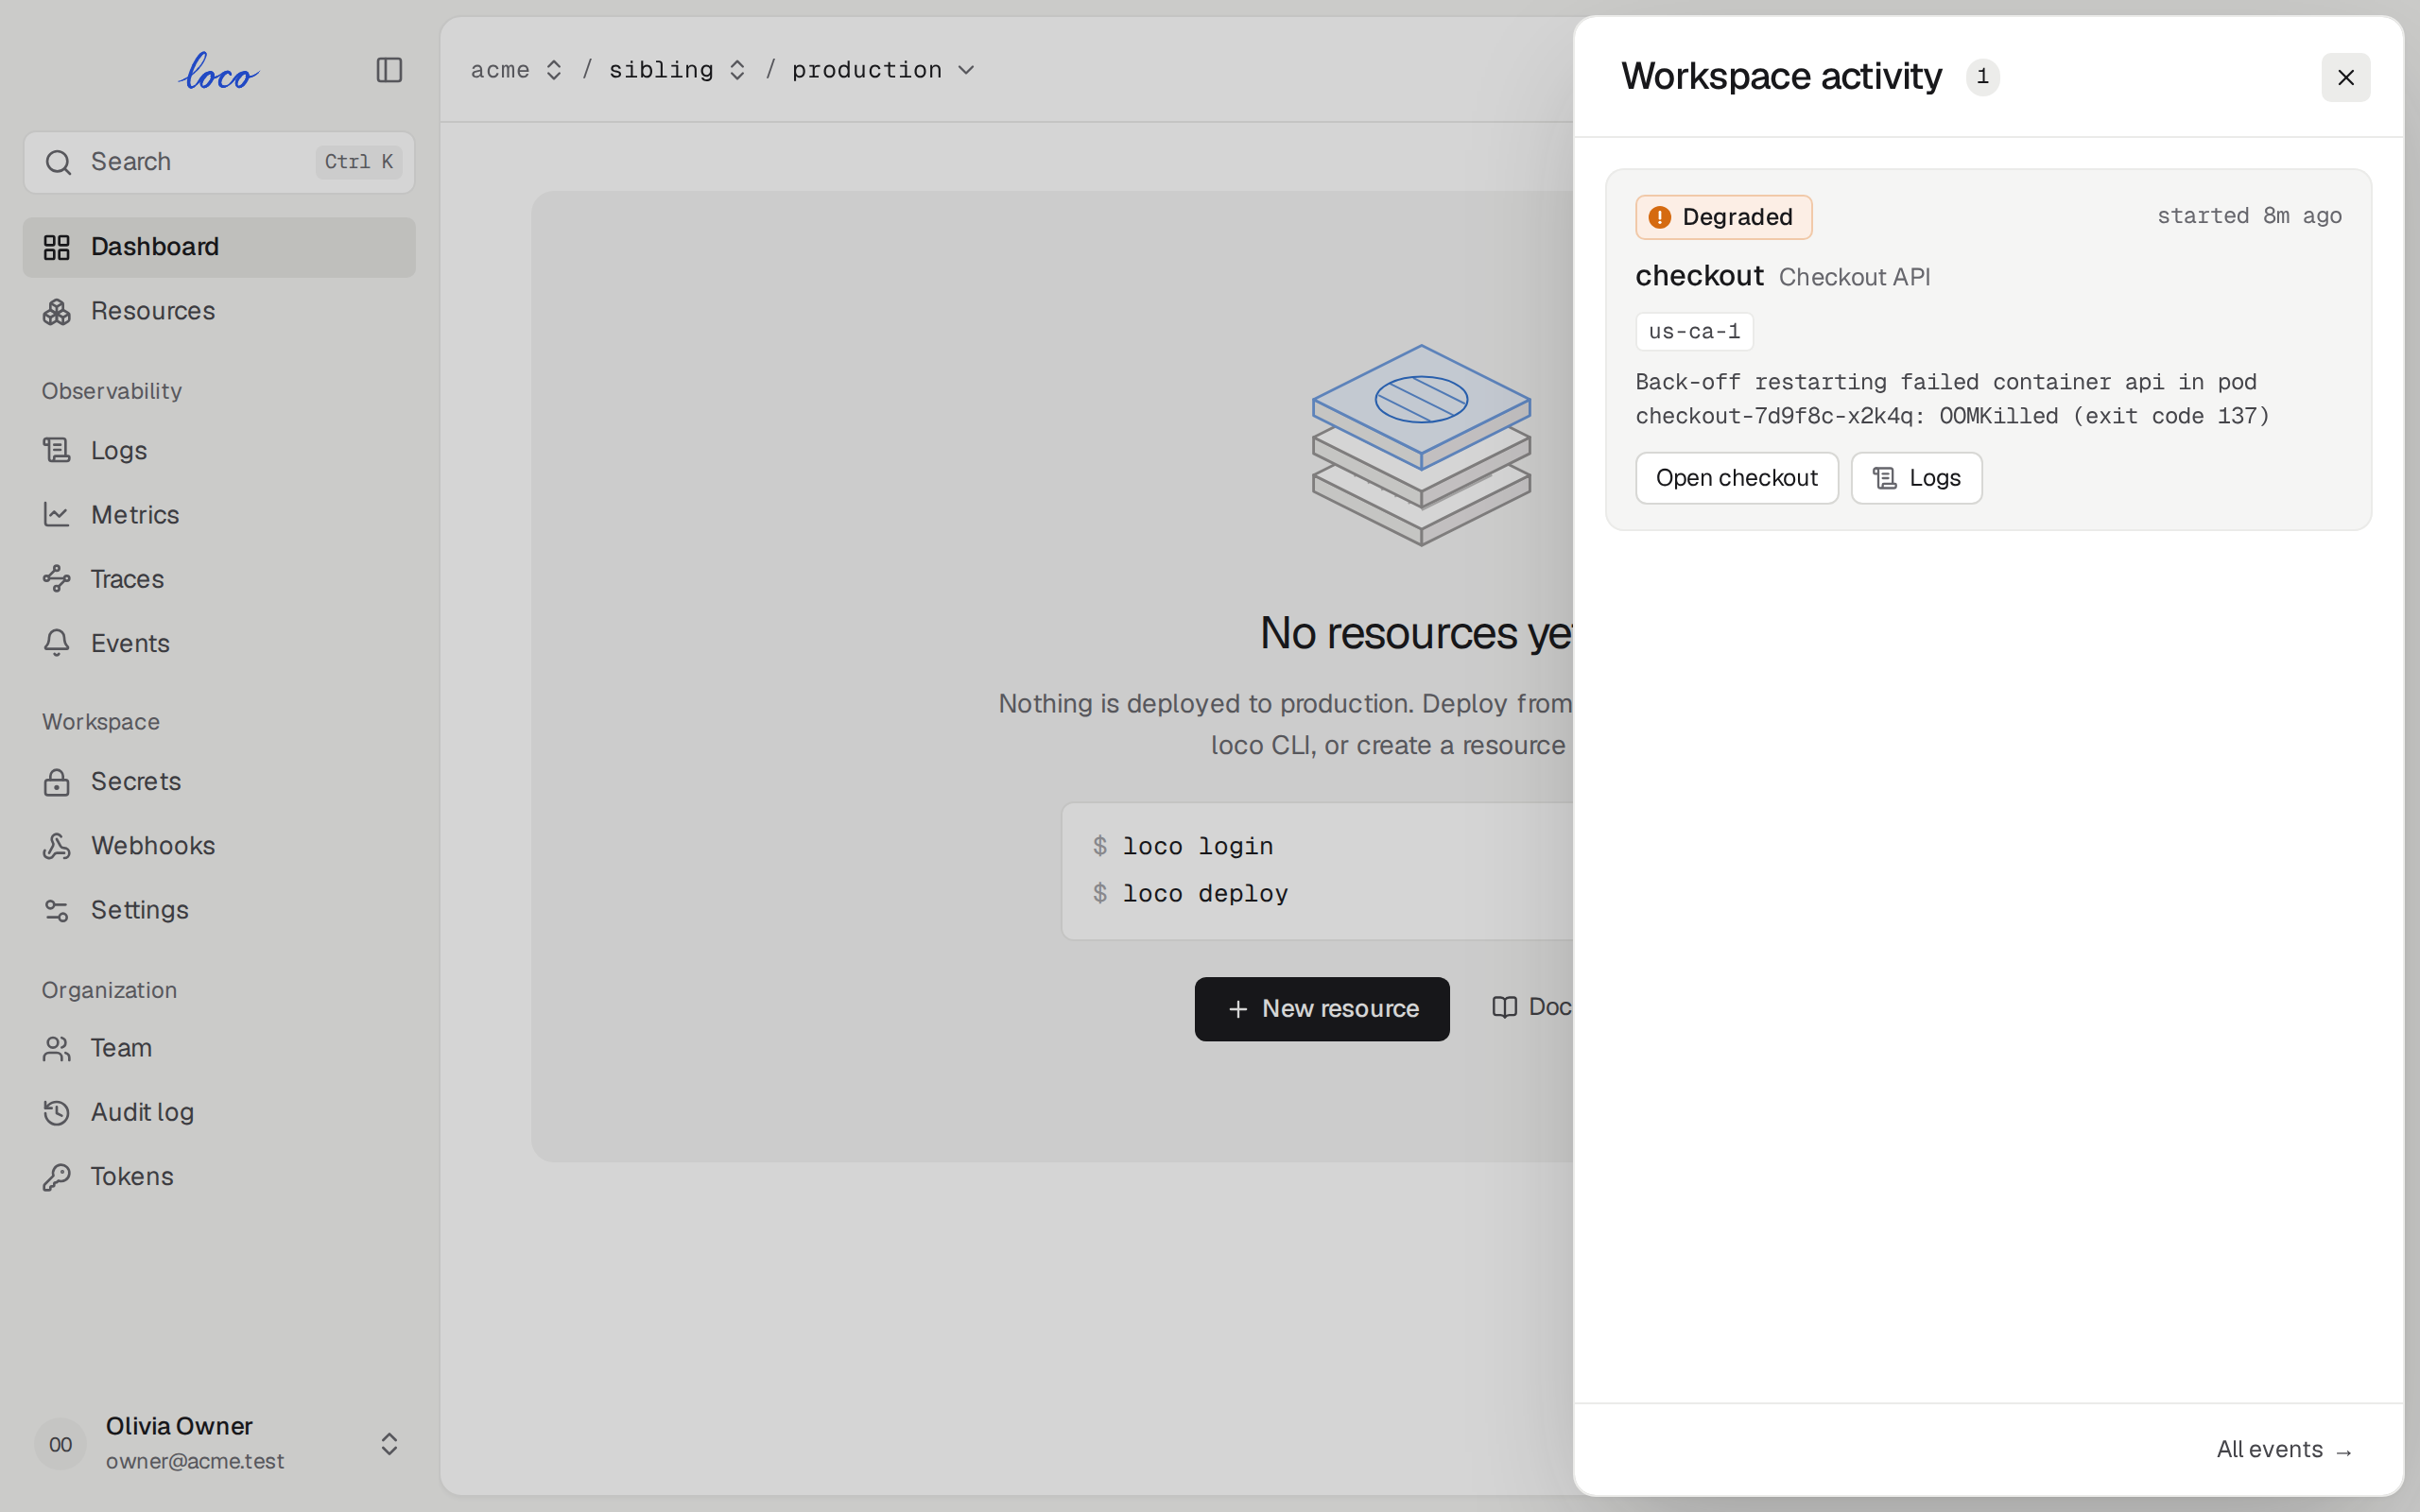 loco
Search
Ctrl K
Dashboard
Resources
Observability
Logs
Metrics
Traces
Events
Workspace
Secrets
Webhooks
Settings
Organization
Team
Audit log
Tokens
OO
Olivia Owner
owner@acme.test
acme / sibling / production
No resources yet
Nothing is deployed to production. Deploy from
loco CLI, or create a resource
$ loco login
$ loco deploy
+ New resource
Doc
Workspace activity 1
Degraded
started 8m ago
checkout Checkout API
us-ca-1
Back-off restarting failed container api in pod
checkout-7d9f8c-x2k4q: OOMKilled (exit code 137)
Open checkout
Logs
All events →